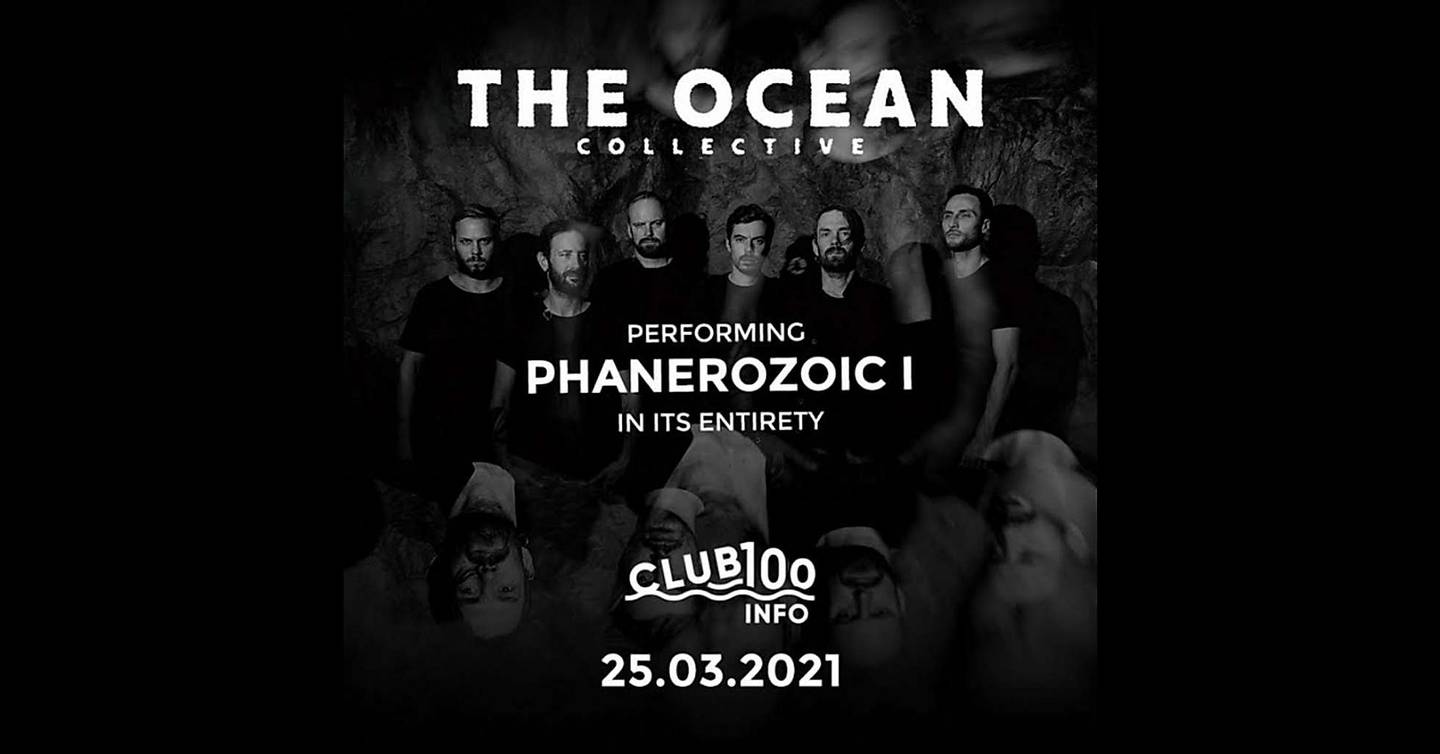 THE OCEAN
COLLECTIVE
PERFORMING
PHANEROZOIC I
IN ITS ENTIRETY
CLUB100
INFO
25.03.2021